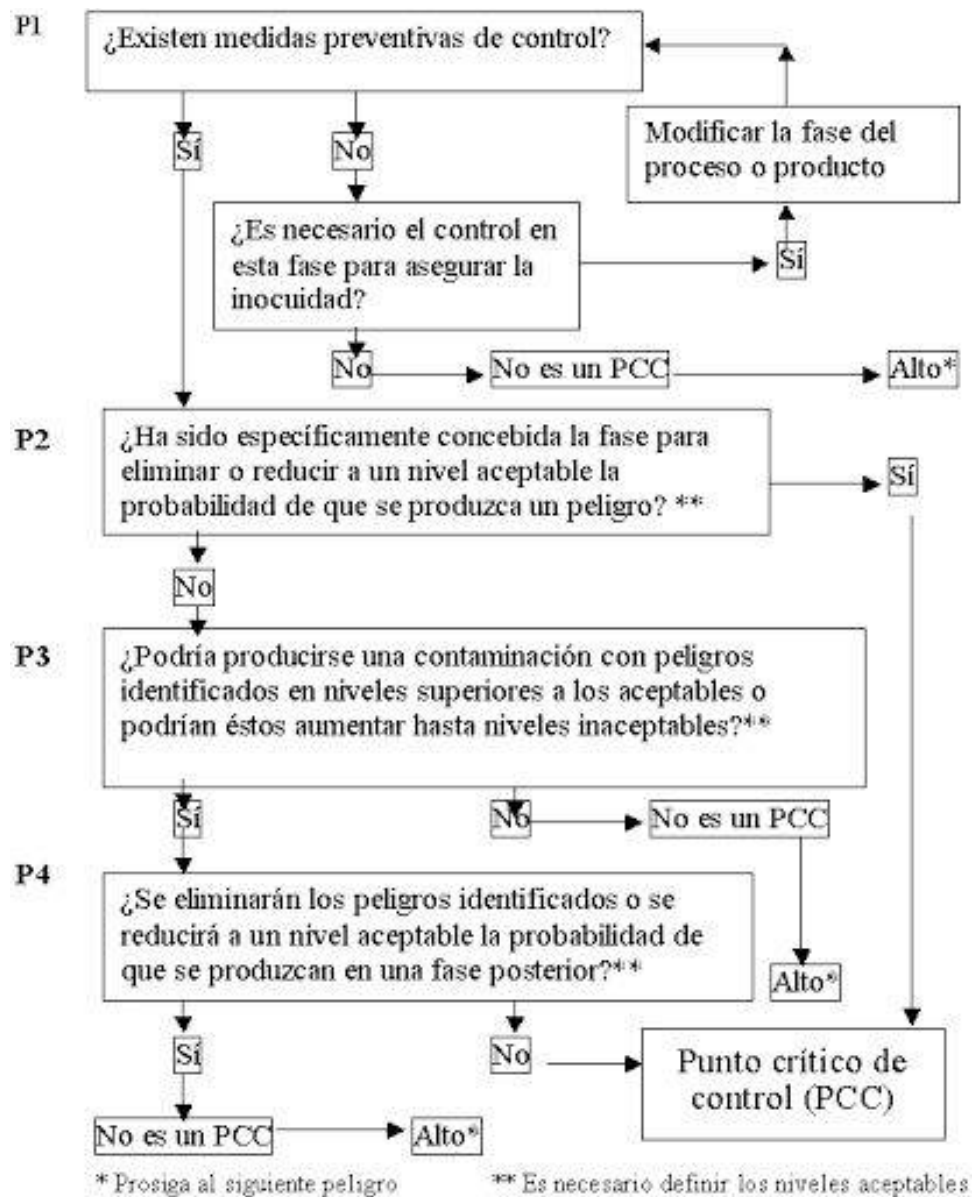 P1
¿Existen medidas preventivas de control?
Sí
No
Modificar la fase del
proceso o producto
¿Es necesario el control en
esta fase para asegurar la
inocuidad?
Sí
No
No es un PCC
Alto*
P2
¿Ha sido específicamente concebida la fase para
eliminar o reducir a un nivel aceptable la
probabilidad de que se produzca un peligro? **
Sí
No
P3
¿Podría producirse una contaminación con peligros
identificados en niveles superiores a los aceptables o
podrían éstos aumentar hasta niveles inaceptables?**
Sí
No
No es un PCC
Alto*
P4
¿Se eliminarán los peligros identificados o se
reducirá a un nivel aceptable la probabilidad de
que se produzcan en una fase posterior?**
Sí
No
Punto crítico de
control (PCC)
No es un PCC
Alto*
* Prosiga al siguiente peligro
** Es necesario definir los niveles aceptables